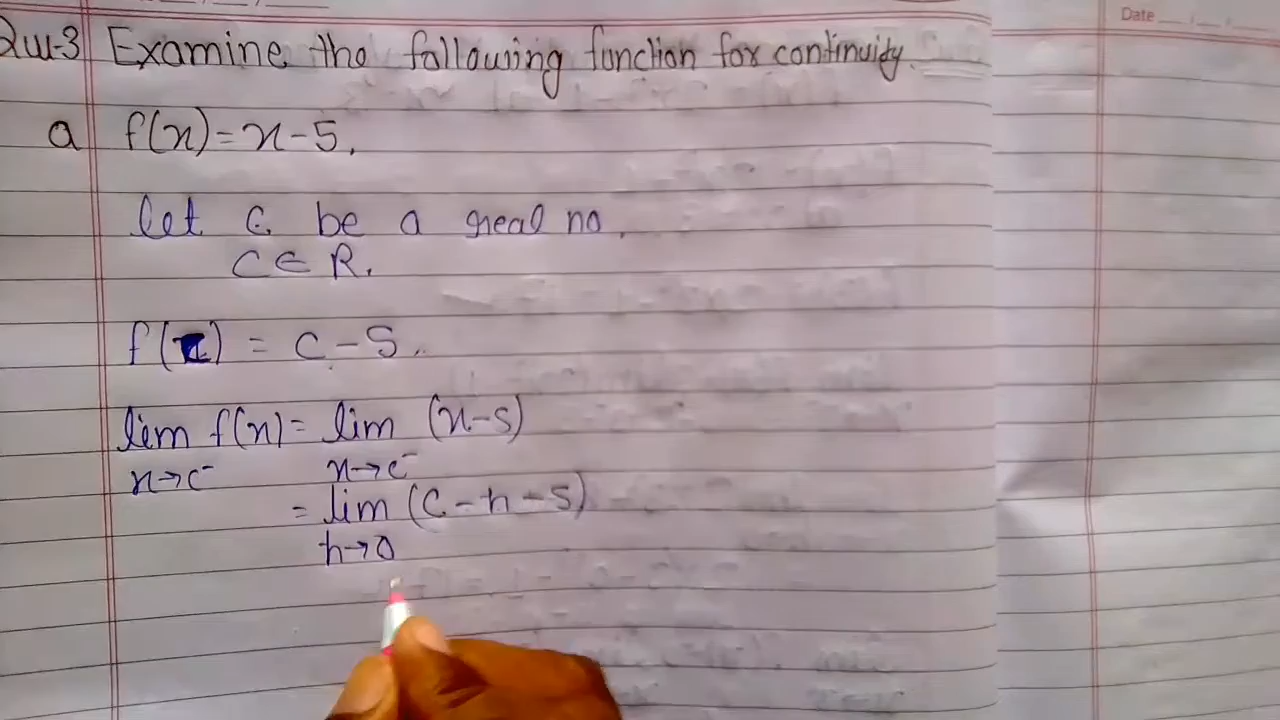 Date
Qu-3 Examine the following function for continuity.
a f(x)=x-5,
let C be a real no.
C∈R.
f(c) = C-5.
lim f(x)= lim (x-5)
x→c⁻ x→c⁻
= lim (C-h-5)
h→0